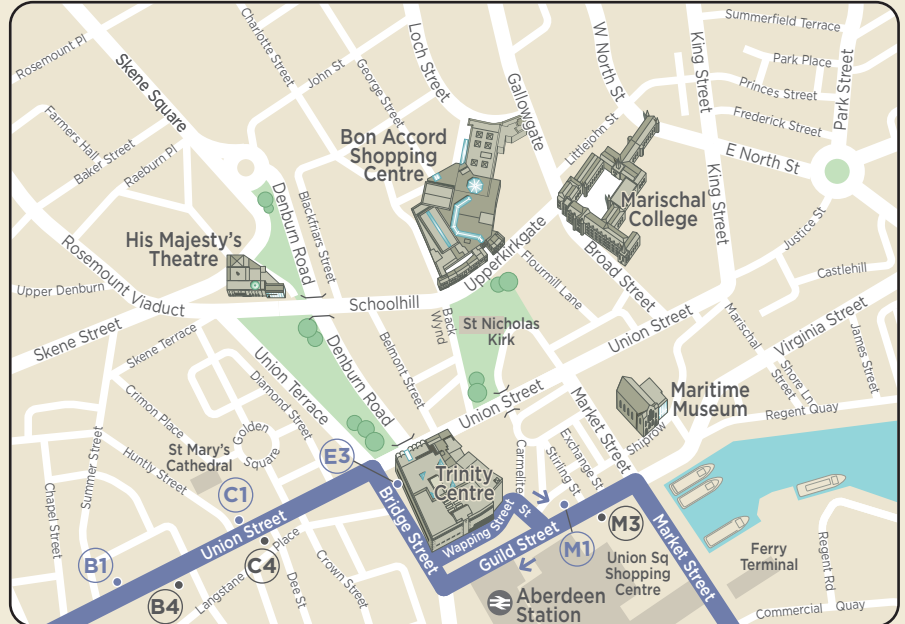 Summerfield Terrace
Rosemount Pl
Charlotte Street
Loch Street
W North St
King Street
Park Street
Park Place
Skene Square
John St
George Street
Gallowgate
Princes Street
Frederick Street
Farmers Hall
Baker Street
Raeburn Pl
Bon Accord
Shopping
Centre
Littlejohn St
E North St
King Street
Denburn Road
Blackfriars Street
Marischal
College
Justice St
His Majesty's
Theatre
Upperkirkgate
Flourmill Lane
Broad Street
Castlehill
Rosemount Viaduct
Upper Denburn
Schoolhill
Back
Wynd
St Nicholas
Kirk
Union Street
Marischal
Street
Virginia Street
James Street
Shore Ln
Skene Street
Skene Terrace
Union Terrace
Denburn Road
Belmont Street
Diamond Street
Union Street
Market Street
Maritime
Museum
Regent Quay
Crimon Place
Golden
Square
Huntly Street
St Mary's
Cathedral
Summer Street
Chapel Street
E3
Trinity
Centre
Carmelite
St
Exchange St
Stirling St
Shiprow
C1
Bridge Street
Wapping Street
Guild Street
M1
M3
Market Street
Union Street
C4
Langstane Place
Crown Street
Dee St
B1
B4
Union Sq
Shopping
Centre
Ferry
Terminal
Regent Rd
Aberdeen
Station
Commercial Quay